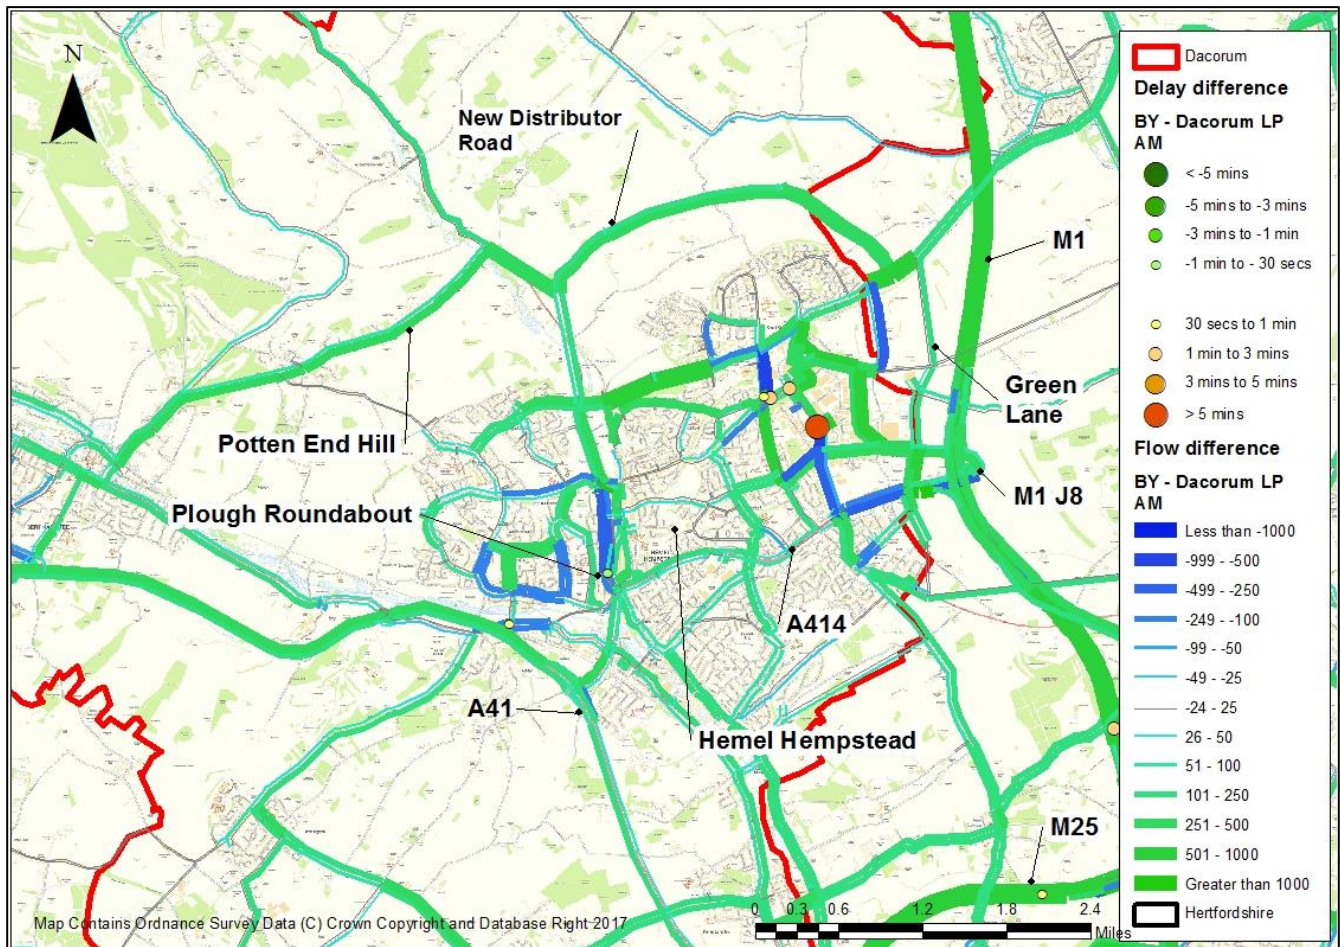 N
New Distributor
Road
M1
Green
Lane
Potten End Hill
M1 J8
Plough Roundabout
A414
A41
Hemel Hempstead
M25
Map Contains Ordnance Survey Data (C) Crown Copyright and Database Right 2017
0 0.3 0.6 1.2 1.8 2.4
Miles
Dacorum
Delay difference
BY - Dacorum LP
AM
< -5 mins
-5 mins to -3 mins
-3 mins to -1 min
-1 min to - 30 secs
30 secs to 1 min
1 min to 3 mins
3 mins to 5 mins
> 5 mins
Flow difference
BY - Dacorum LP
AM
Less than -1000
-999 - -500
-499 - -250
-249 - -100
-99 - -50
-49 - -25
-24 - 25
26 - 50
51 - 100
101 - 250
251 - 500
501 - 1000
Greater than 1000
Hertfordshire